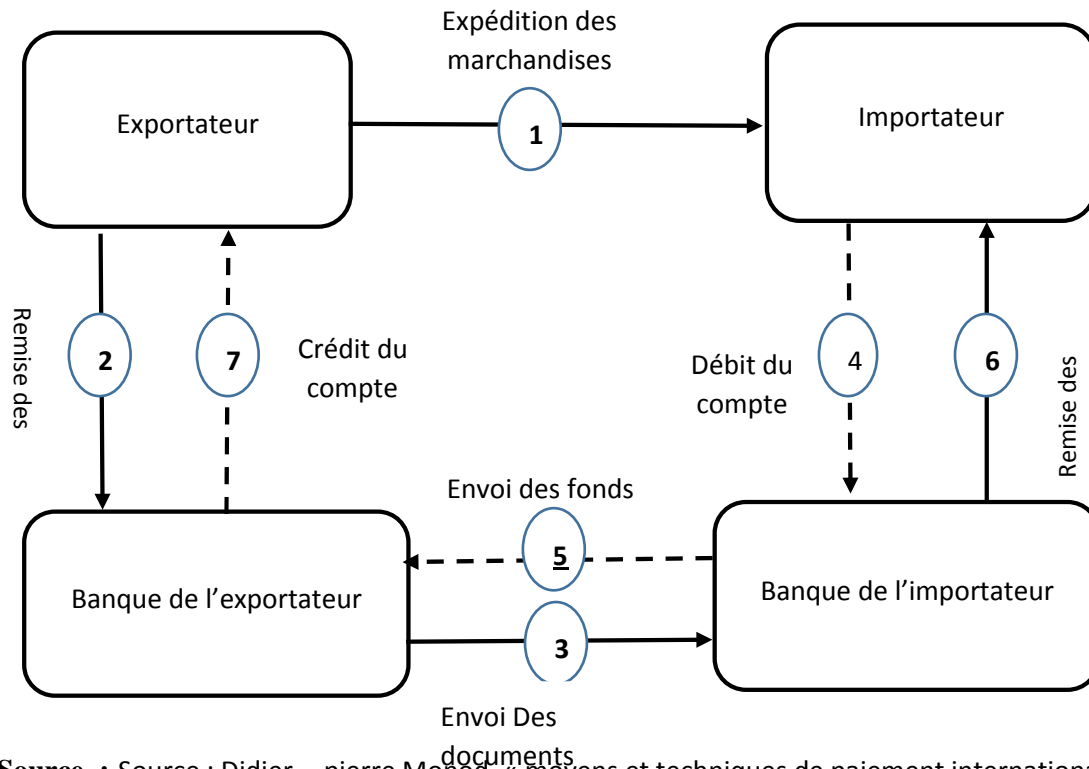 Expédition des
marchandises
Exportateur
1
Importateur
Remise des
2
7
Crédit du
compte
Débit du
compte
4
6
Remise des
Envoi des fonds
5
Banque de l’exportateur
Banque de l’importateur
3
Envoi Des
documents
Source : Source : Didier – pierre Monod, « moyens et techniques de paiement internation